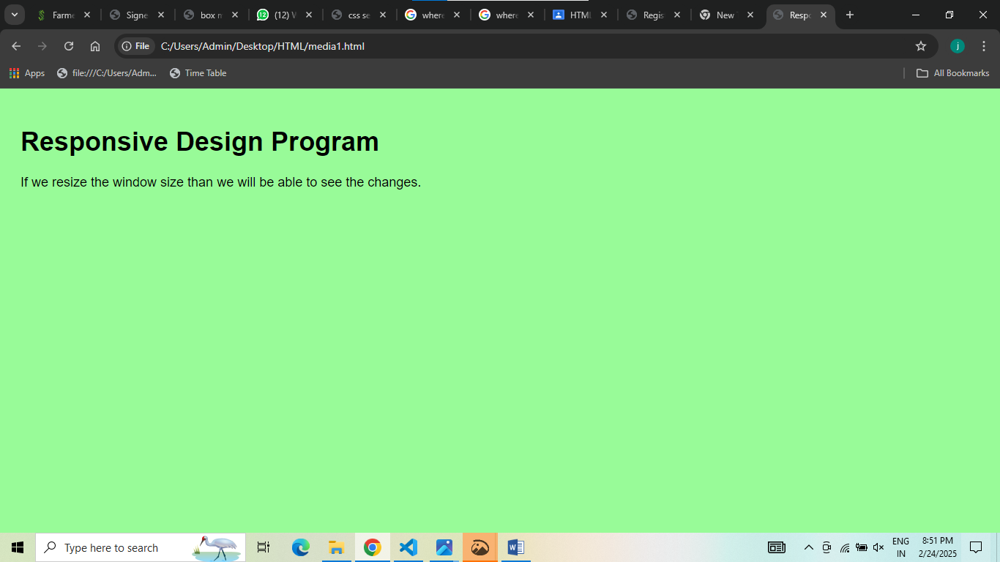 Farme
Signe
box m
(12) W
css se
where
where
HTML
Regis
New T
Respo
File
C:/Users/Admin/Desktop/HTML/media1.html
j
Apps
file:///C:/Users/Adm...
Time Table
All Bookmarks
Responsive Design Program
If we resize the window size than we will be able to see the changes.
Type here to search
ENG
IN
8:51 PM
2/24/2025